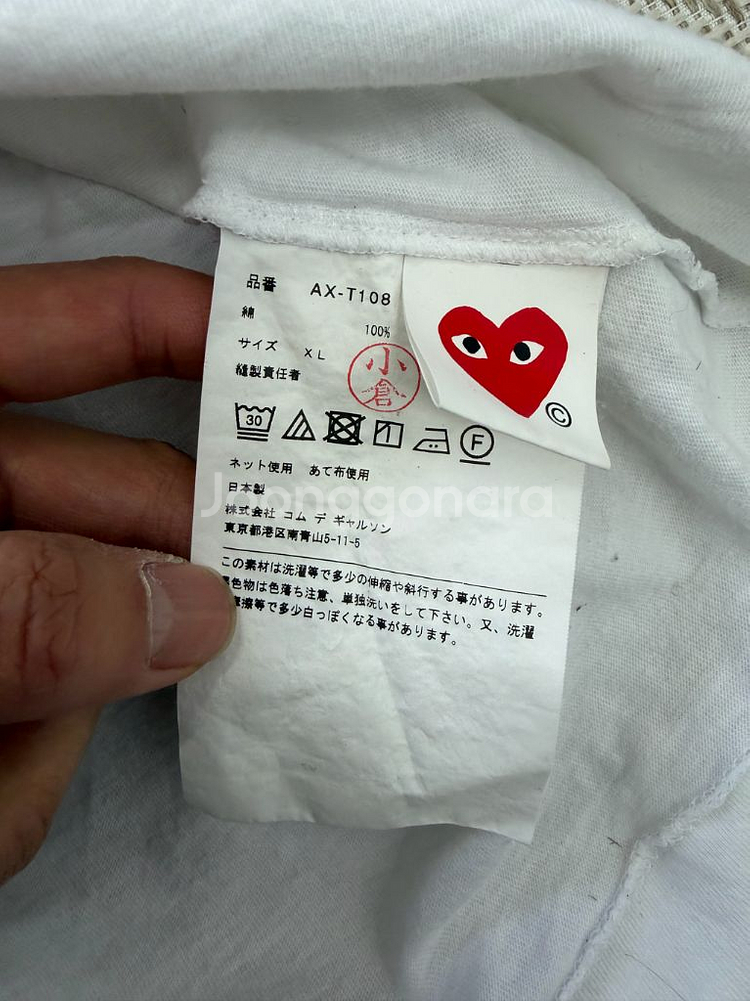 品番 AX-T108
綿 100%
サイズ XL
縫製責任者 小倉
30 F
ネット使用 あて布使用
日本製
株式会社 コム デ ギャルソン
東京都港区南青山5-11-5
この素材は洗濯等で多少の伸縮や斜行する事があります。
色物は色落ち注意、単独洗いをして下さい。又、洗濯
擦等で多少白っぽくなる事があります。
©
Joonggonara